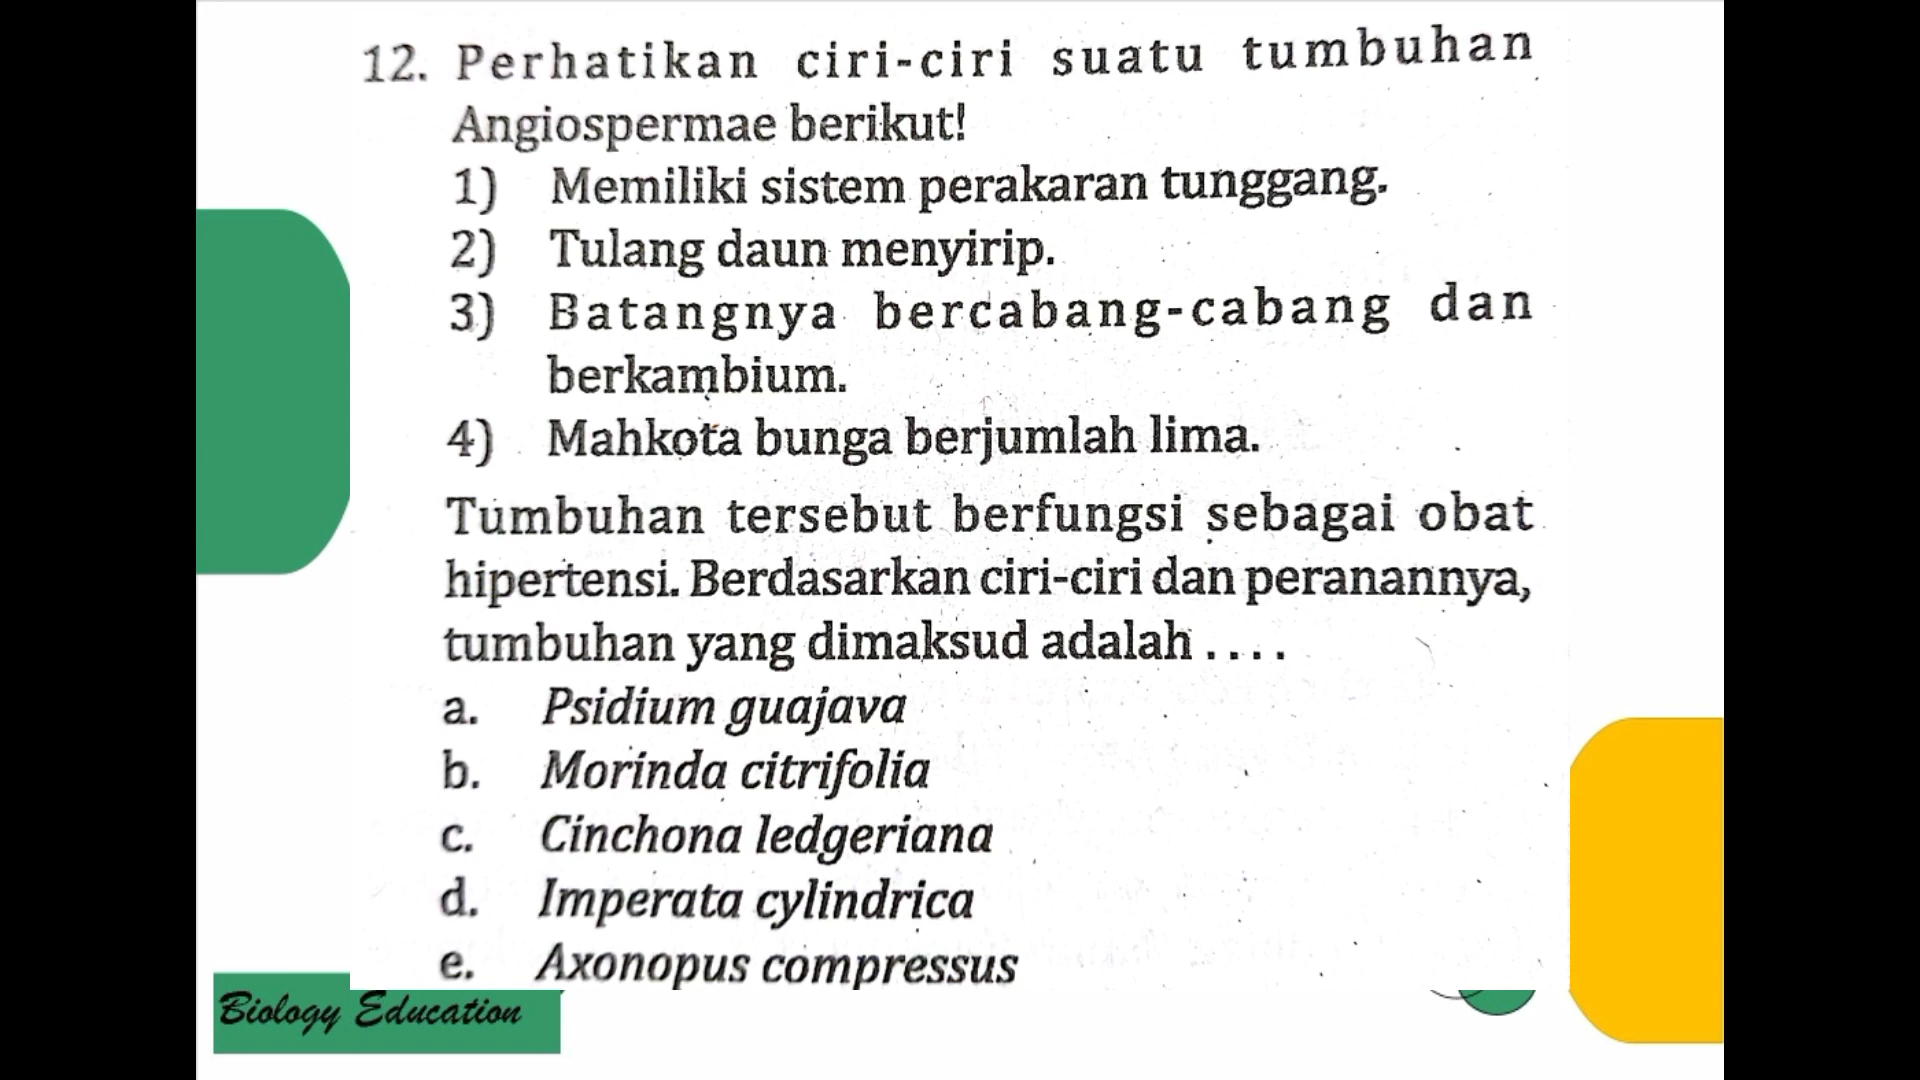 12. Perhatikan ciri-ciri suatu tumbuhan
Angiospermae berikut!
1) Memiliki sistem perakaran tunggang.
2) Tulang daun menyirip.
3) Batangnya bercabang-cabang dan
berkambium.
4) Mahkota bunga berjumlah lima.
Tumbuhan tersebut berfungsi sebagai obat
hipertensi. Berdasarkan ciri-ciri dan peranannya,
tumbuhan yang dimaksud adalah . . . .
a. Psidium guajava
b. Morinda citrifolia
c. Cinchona ledgeriana
d. Imperata cylindrica
e. Axonopus compressus
Biology Education